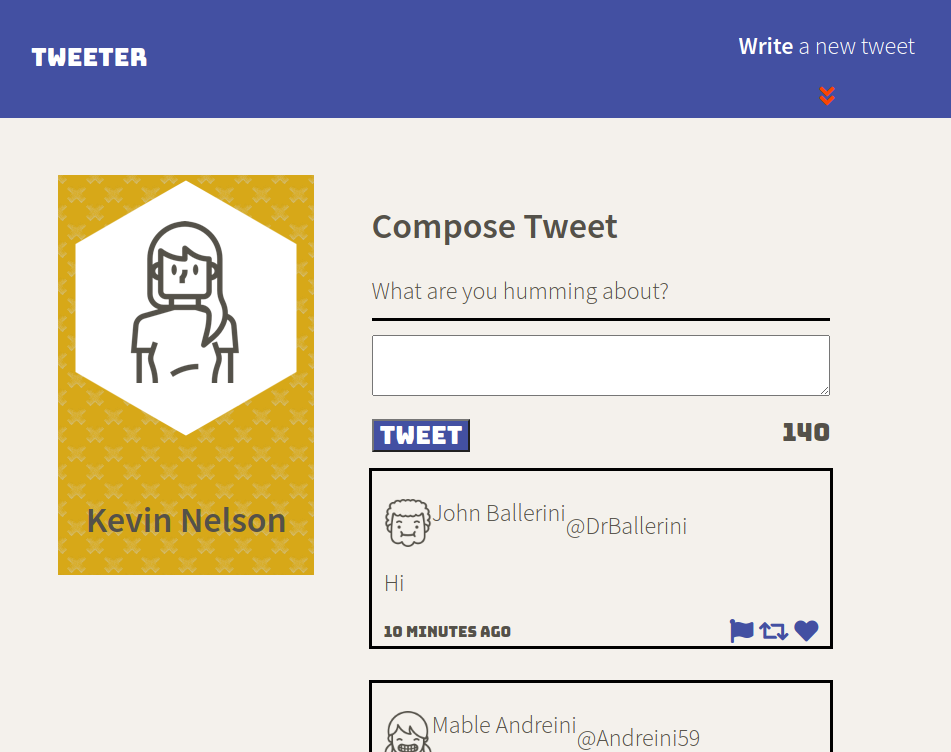 TWEETER
Write a new tweet
Kevin Nelson
Compose Tweet
What are you humming about?
TWEET
140
John Ballerini
@DrBallerini
Hi
10 MINUTES AGO
Mable Andreini
@Andreini59